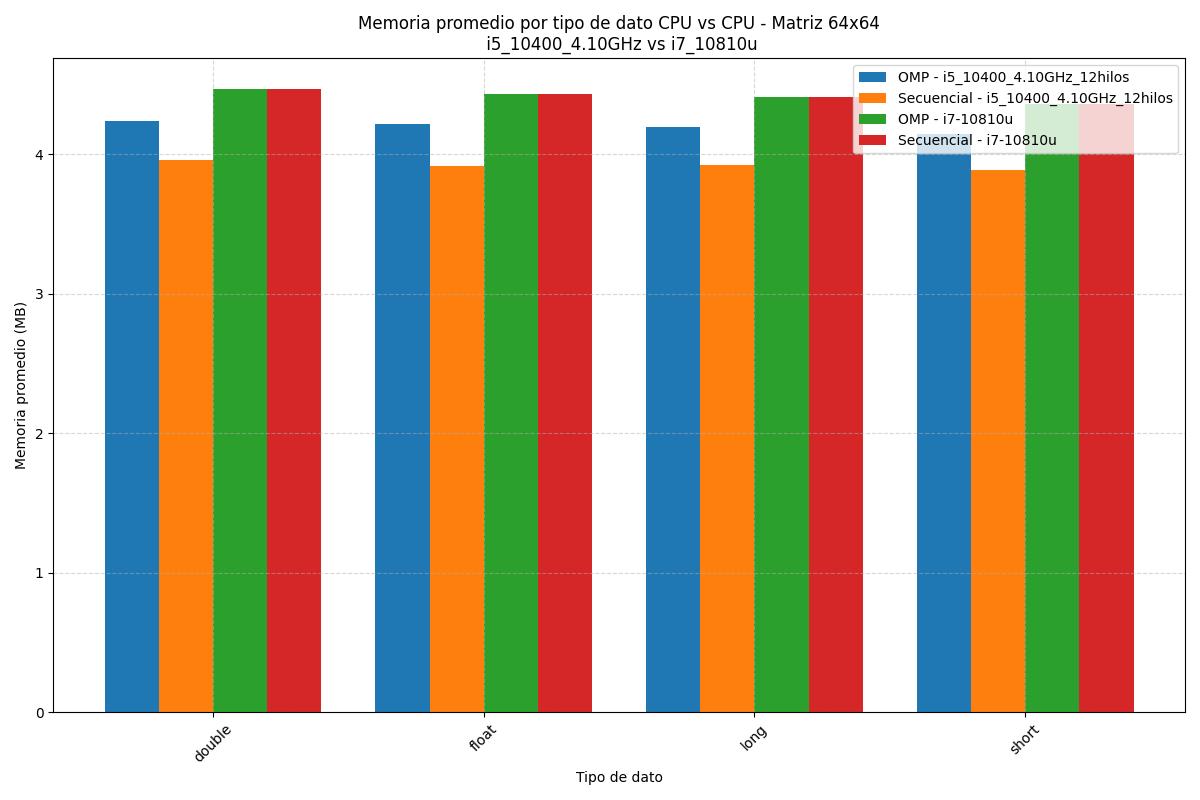 Memoria promedio por tipo de dato CPU vs CPU - Matriz 64x64
i5_10400_4.10GHz vs i7_10810u
OMP - i5_10400_4.10GHz_12hilos
Secuencial - i5_10400_4.10GHz_12hilos
OMP - i7-10810u
Secuencial - i7-10810u
Memoria promedio (MB)
4
3
2
1
0
double
float
long
short
Tipo de dato